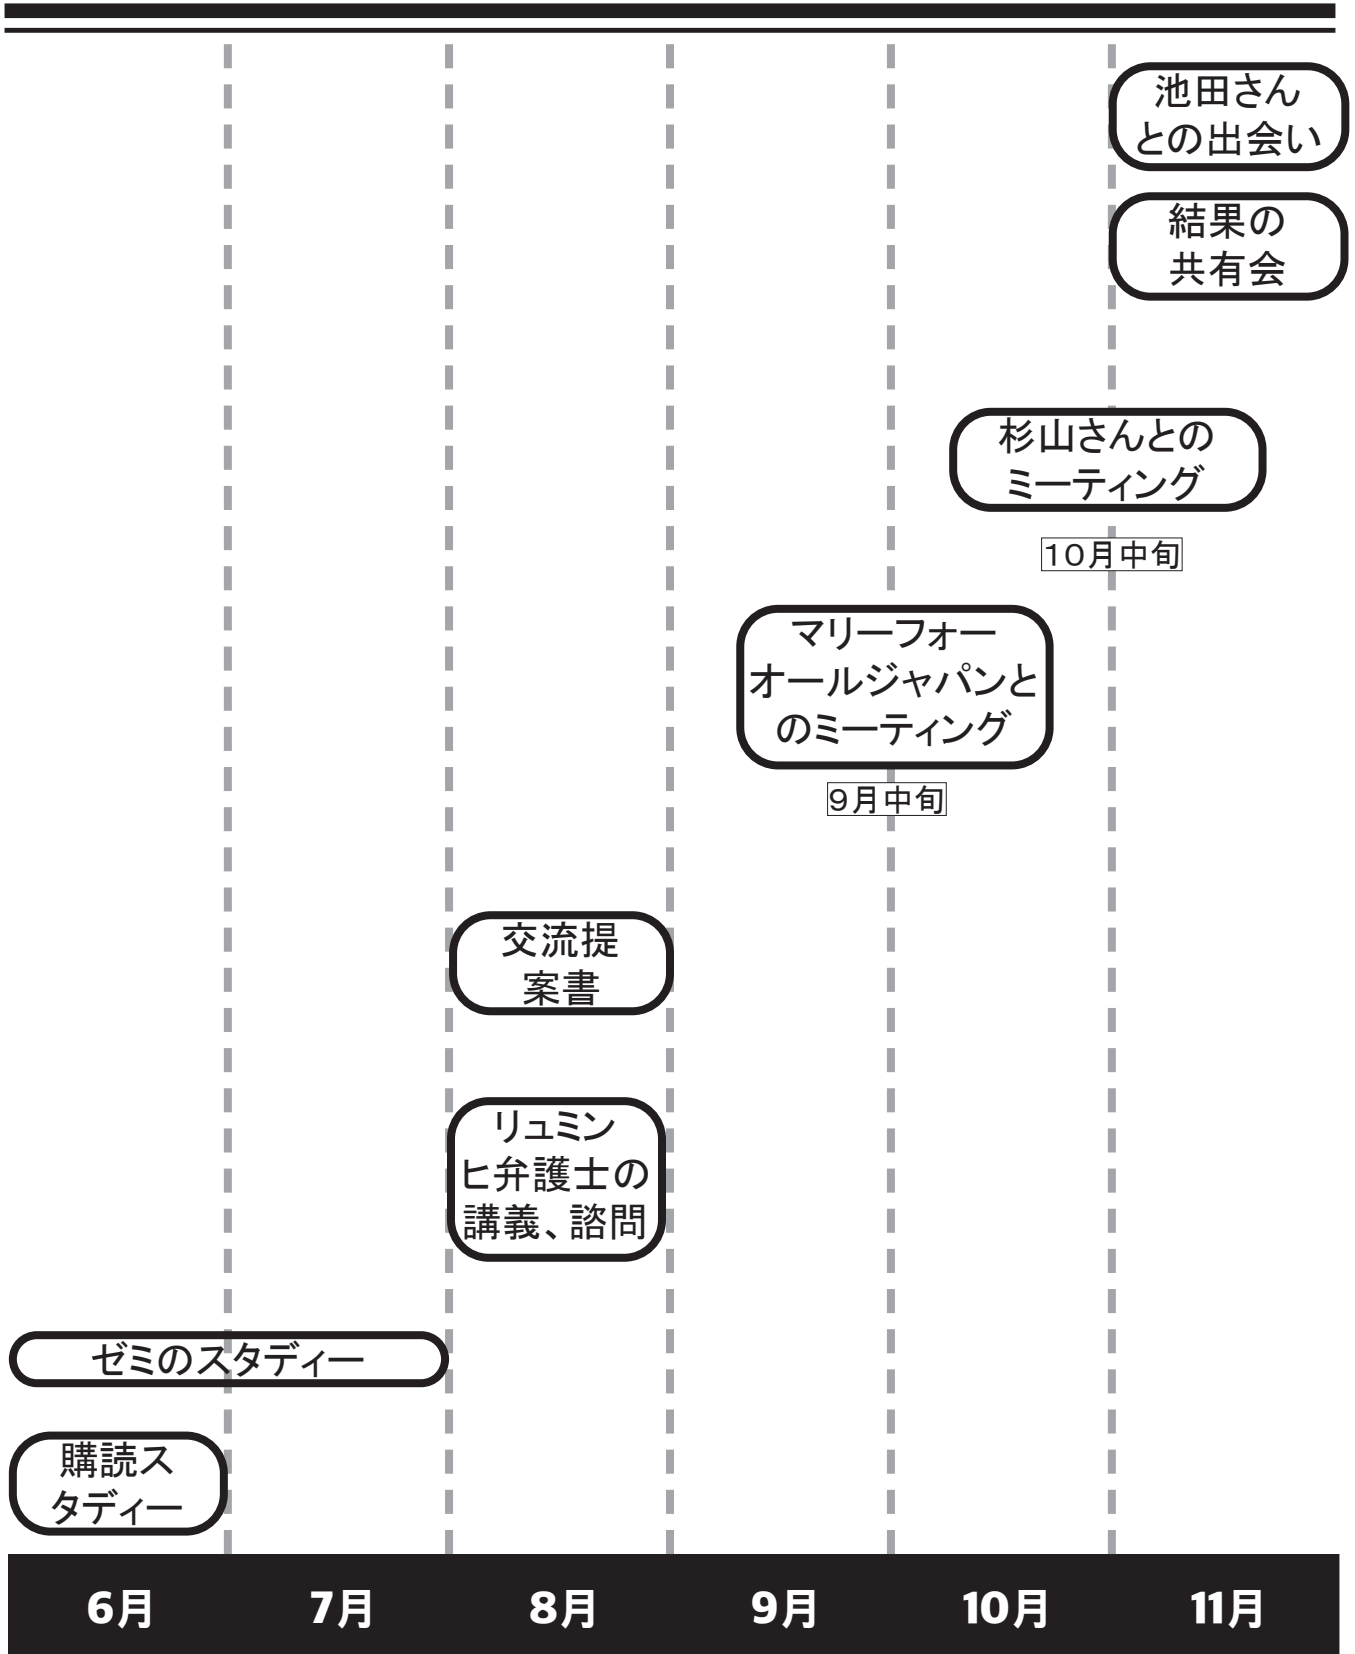 池田さん
との出会い
結果の
共有会
杉山さんとの
ミーティング
10月中旬
マリーフォー
オールジャパンと
のミーティング
9月中旬
交流提
案書
リュミン
ヒ弁護士の
講義、諮問
ゼミのスタディー
購読ス
タディー
6月
7月
8月
9月
10月
11月